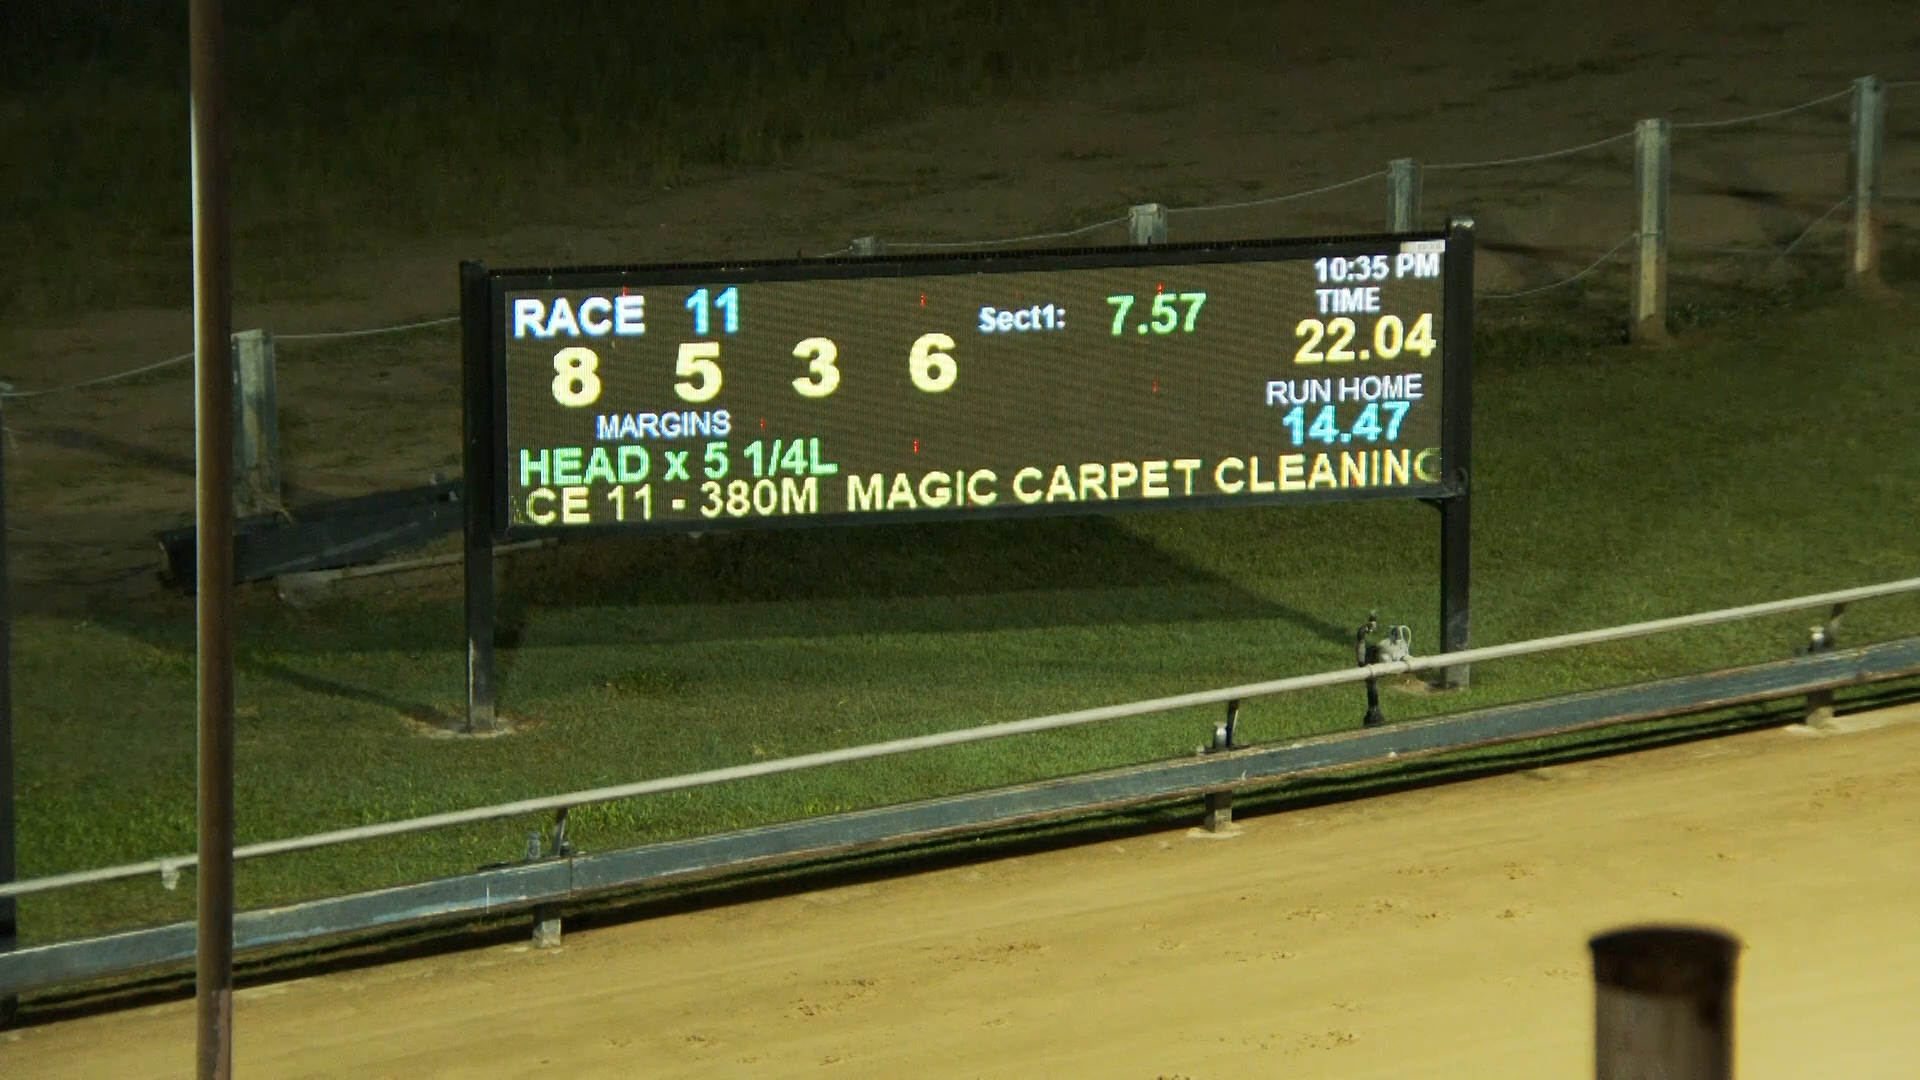 10:35 PM
RACE 11 Sect1: 7.57 TIME
8 5 3 6 22.04
MARGINS RUN HOME
HEAD x 5 1/4L 14.47
CE 11 - 380M MAGIC CARPET CLEANING